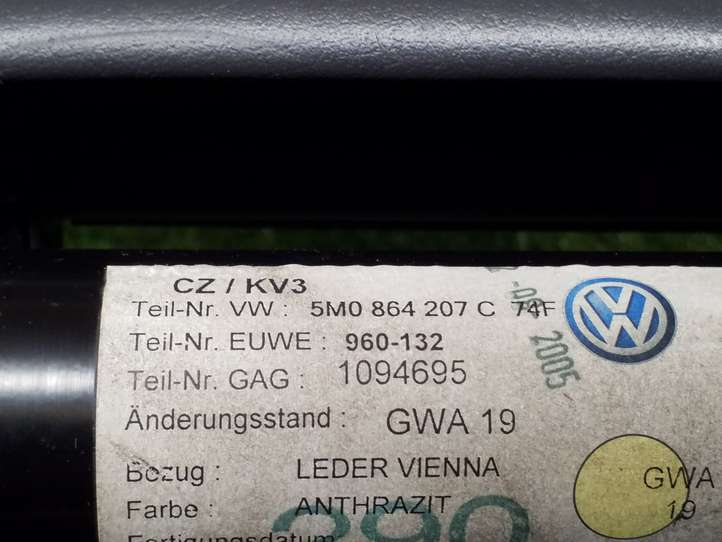 CZ / KV3
Teil-Nr. VW : 5M0 864 207 C 74F
Teil-Nr. EUWE : 960-132
Teil-Nr. GAG : 1094695
Änderungsstand : GWA 19
Bezug : LEDER VIENNA
Farbe : ANTHRAZIT
Fertigungsdatum
2005
GWA
19